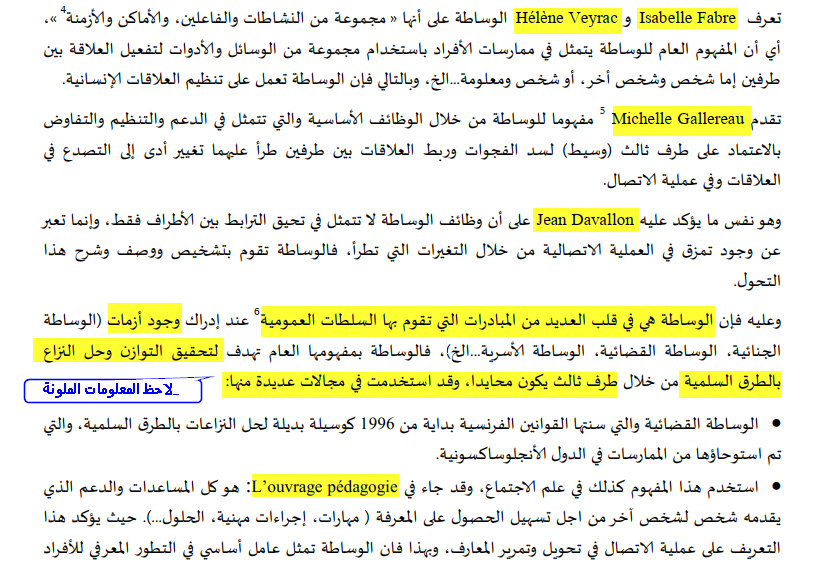 تعرف Isabelle Fabre و Hélène Veyrac الوساطة على أنها « مجموعة من النشاطات والفاعلين، والأماكن والأزمنة4 »،
أي أن المفهوم العام للوساطة يتمثل في ممارسات الأفراد باستخدام مجموعة من الوسائل والأدوات لتفعيل العلاقة بين
طرفين إما شخص وشخص أخر، أو شخص ومعلومة...الخ، وبالتالي فإن الوساطة تعمل على تنظيم العلاقات الإنسانية.
تقدم Michelle Gallereau 5 مفهوما للوساطة من خلال الوظائف الأساسية والتي تتمثل في الدعم والتنظيم والتفاوض
بالاعتماد على طرف ثالث (وسيط) لسد الفجوات وربط العلاقات بين طرفين طرأ عليهما تغيير أدى إلى التصدع في
العلاقات وفي عملية الاتصال.
وهو نفس ما يؤكد عليه Jean Davallon على أن وظائف الوساطة لا تتمثل في تحيق الترابط بين الأطراف فقط، وإنما تعبر
عن وجود تمزق في العملية الاتصالية من خلال التغيرات التي تطرأ، فالوساطة تقوم بتشخيص ووصف وشرح هذا
التحول.
وعليه فإن الوساطة هي في قلب العديد من المبادرات التي تقوم بها السلطات العمومية6 عند إدراك وجود أزمات (الوساطة
الجنائية، الوساطة القضائية، الوساطة الأسرية...الخ)، فالوساطة بمفهومها العام تهدف لتحقيق التوازن وحل النزاع
بالطرق السلمية من خلال طرف ثالث يكون محايدا، وقد استخدمت في مجالات عديدة منها:
_لاحظ المعلومات الملونة
● الوساطة القضائية والتي سنتها القوانين الفرنسية بداية من 1996 كوسيلة بديلة لحل النزاعات بالطرق السلمية، والتي
تم استوحاؤها من الممارسات في الدول الأنجلوساكسونية.
● استخدم هذا المفهوم كذلك في علم الاجتماع، وقد جاء في L'ouvrage pédagogie: هو كل المساعدات والدعم الذي
يقدمه شخص لشخص آخر من اجل تسهيل الحصول على المعرفة ( مهارات، إجراءات مهنية، الحلول...). حيث يؤكد هذا
التعريف على عملية الاتصال في تحويل وتمرير المعارف، وبهذا فان الوساطة تمثل عامل أساسي في التطور المعرفي للأفراد